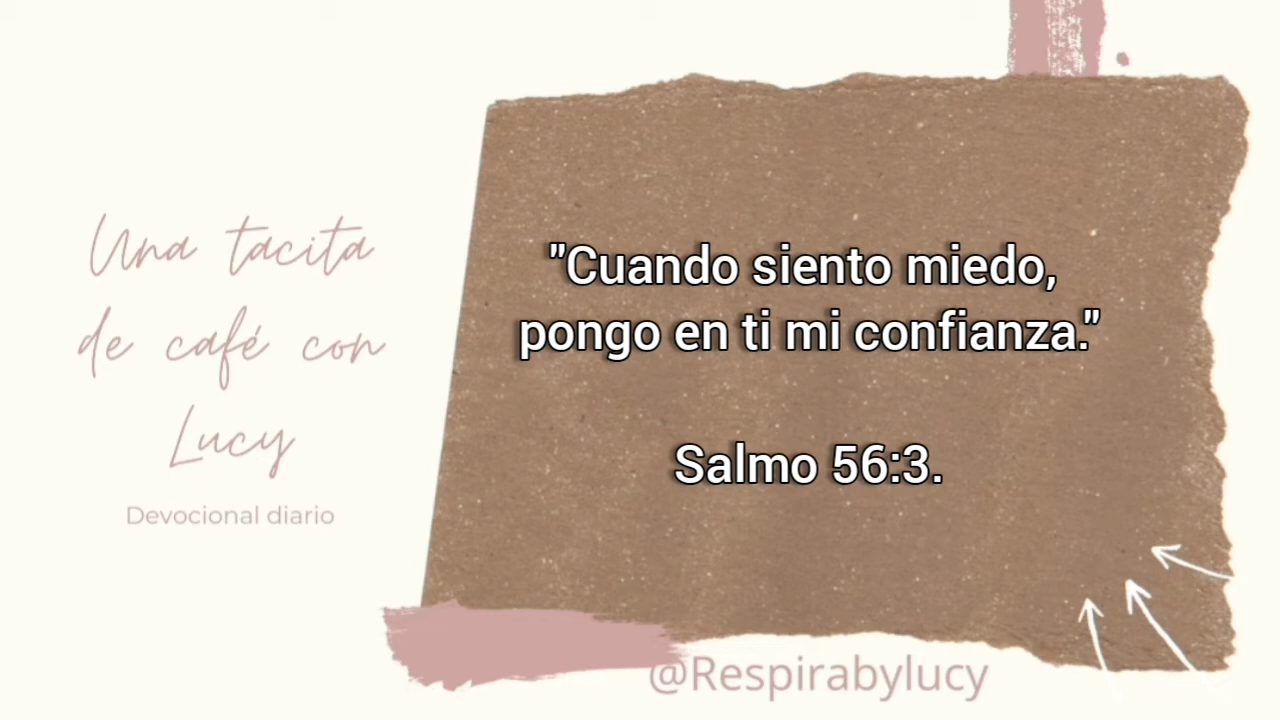 Una tacita
de café con
Lucy
Devocional diario
"Cuando siento miedo,
pongo en ti mi confianza."
Salmo 56:3.
@Respirabylucy